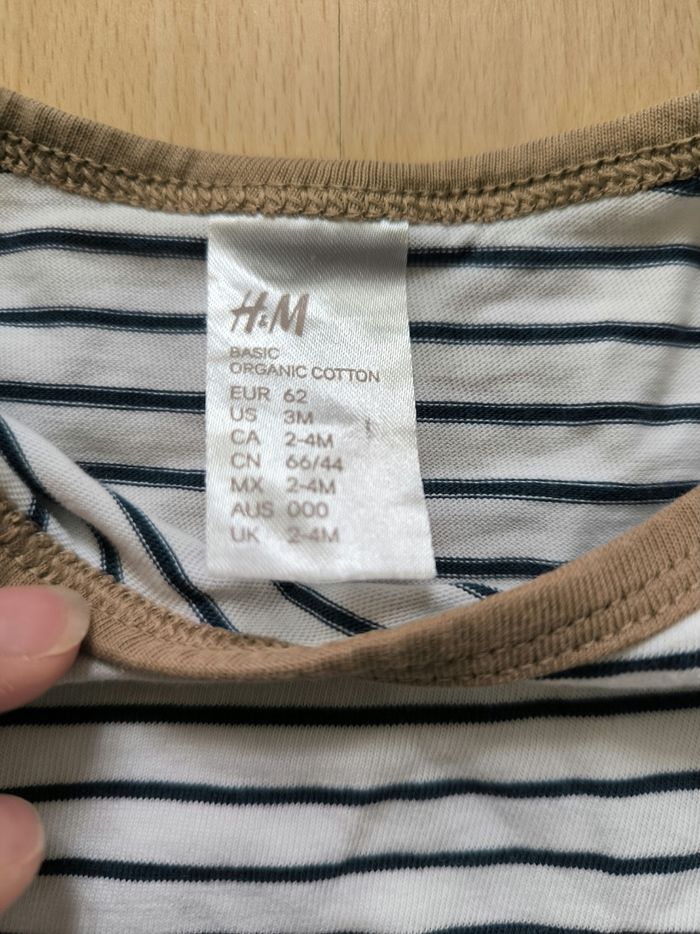 H&M
BASIC
ORGANIC COTTON
EUR 62
US 3M
CA 2-4M
CN 66/44
MX 2-4M
AUS 000
UK 2-4M